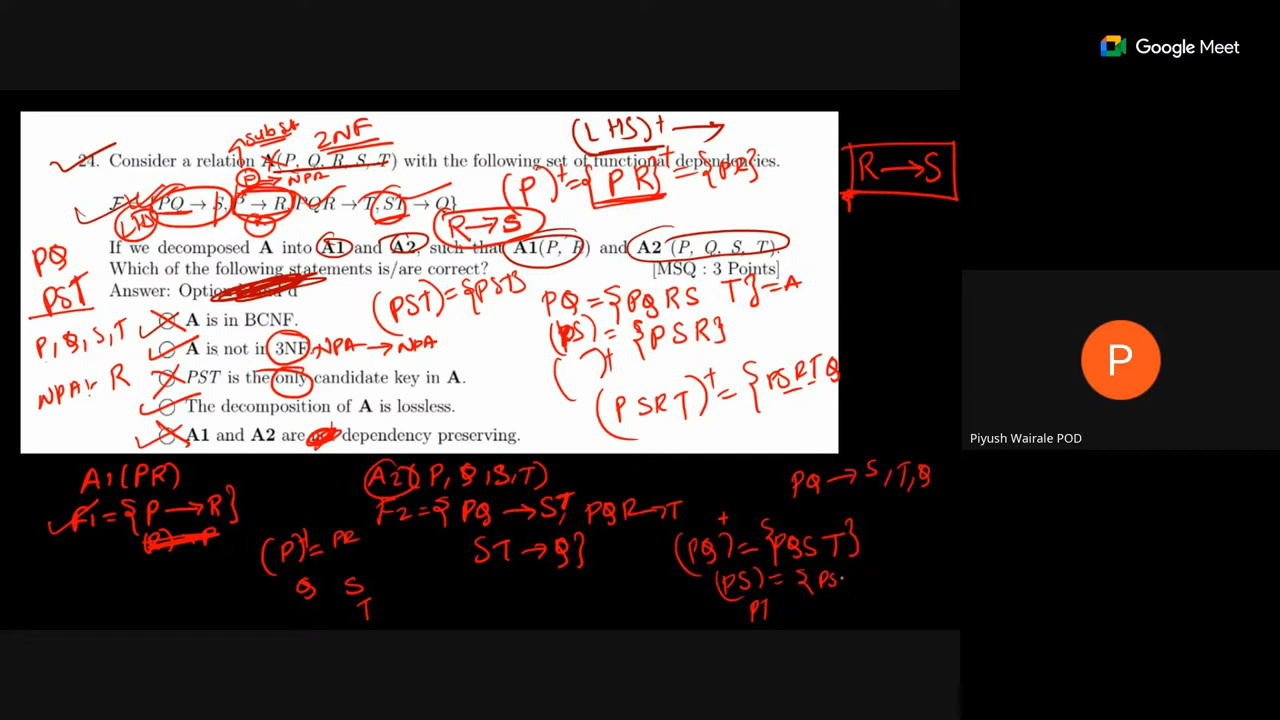 Google Meet
subset
2NF
(LHS)+ →
24. Consider a relation A(P, Q, R, S, T) with the following set of functional dependencies.
P → NPR
(P)+ = {PR}+ = {PR}
R → S
F: {PQ → S, P → R, PQR → T, ST → Q}
LHS
R → S
If we decomposed A into A1 and A2, such that A1(P, R) and A2 (P, Q, S, T).
Which of the following statements is/are correct? [MSQ : 3 Points]
PQ
PST
Answer: Option d
(PST) = {PST
PQ = {PQRS T} = A
P, Q, S, T
A is in BCNF.
(PS) = {PSR}
A is not in 3NF.
NPA → NPA
( )+
NPA: R
PST is the only candidate key in A.
(PSRT)+ = {PSRTQ
The decomposition of A is lossless.
A1 and A2 are dependency preserving.
A1(PR)
A2( P, Q, S, T)
PQ → S, T, Q
F1 = {P → R}
F2 = {PQ → ST, PQR → T
ST → Q}
(P)+ = PR
Q S
T
(PQ)+ = {PQST}
(PS) = {PS
PT
P
Piyush Wairale POD